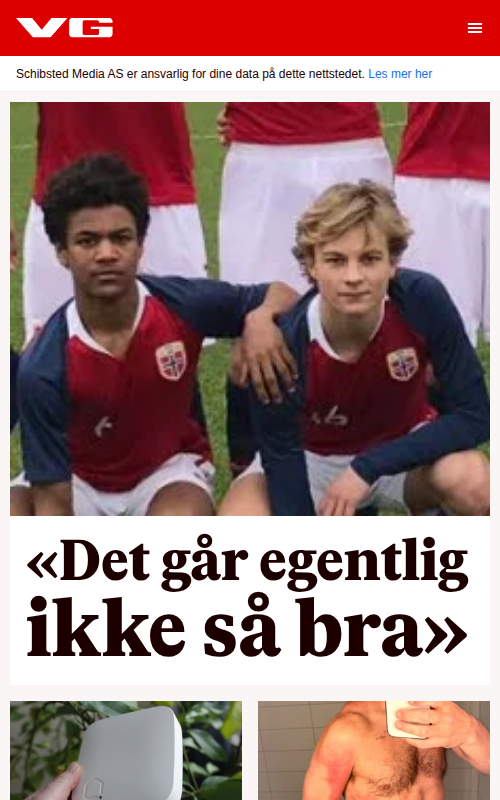 VG
Schibsted Media AS er ansvarlig for dine data på dette nettstedet. Les mer her
«Det går egentlig
ikke så bra»